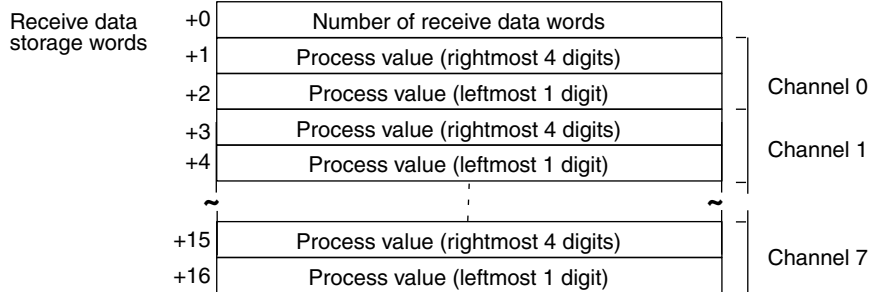 Receive data
storage words
+0 Number of receive data words
+1 Process value (rightmost 4 digits)
+2 Process value (leftmost 1 digit)
Channel 0
+3 Process value (rightmost 4 digits)
+4 Process value (leftmost 1 digit)
Channel 1
~ ~
+15 Process value (rightmost 4 digits)
+16 Process value (leftmost 1 digit)
Channel 7